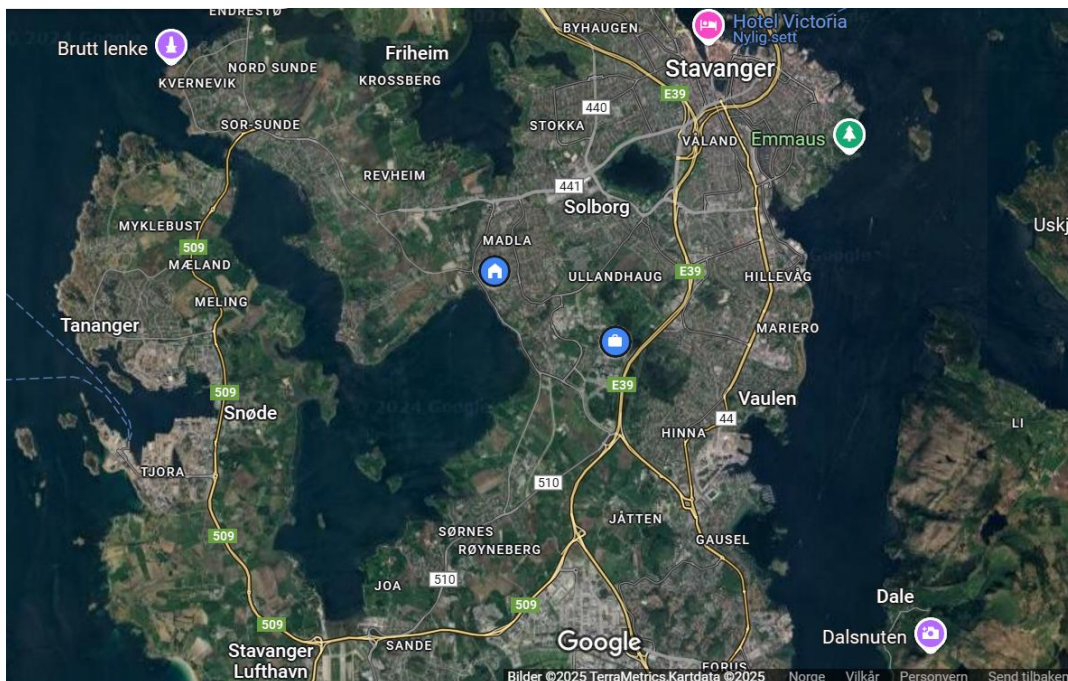 ENDRESTØ
BYHAUGEN
Hotel Victoria
Nylig sett
Brutt lenke
Friheim
Stavanger
NORD SUNDE
KROSSBERG
KVERNEVIK
E39
440
SØR-SUNDE
STOKKA
VÅLAND
Emmaus
REVHEIM
441
Solborg
MYKLEBUST
MADLA
509
MÆLAND
ULLANDHAUG
E39
HILLEVÅG
MELING
Tananger
MARIERO
509
E39
Vaulen
Snøde
44
HINNA
LI
TJORA
510
JÅTTEN
SØRNES
509
GAUSEL
RØYNEBERG
510
JOA
Dale
509
509
Dalsnuten
Google
SANDE
Stavanger
Lufthavn
FORUS
Bilder ©2025 TerraMetrics,Kartdata ©2025 Norge Vilkår Personvern Send tilbaken